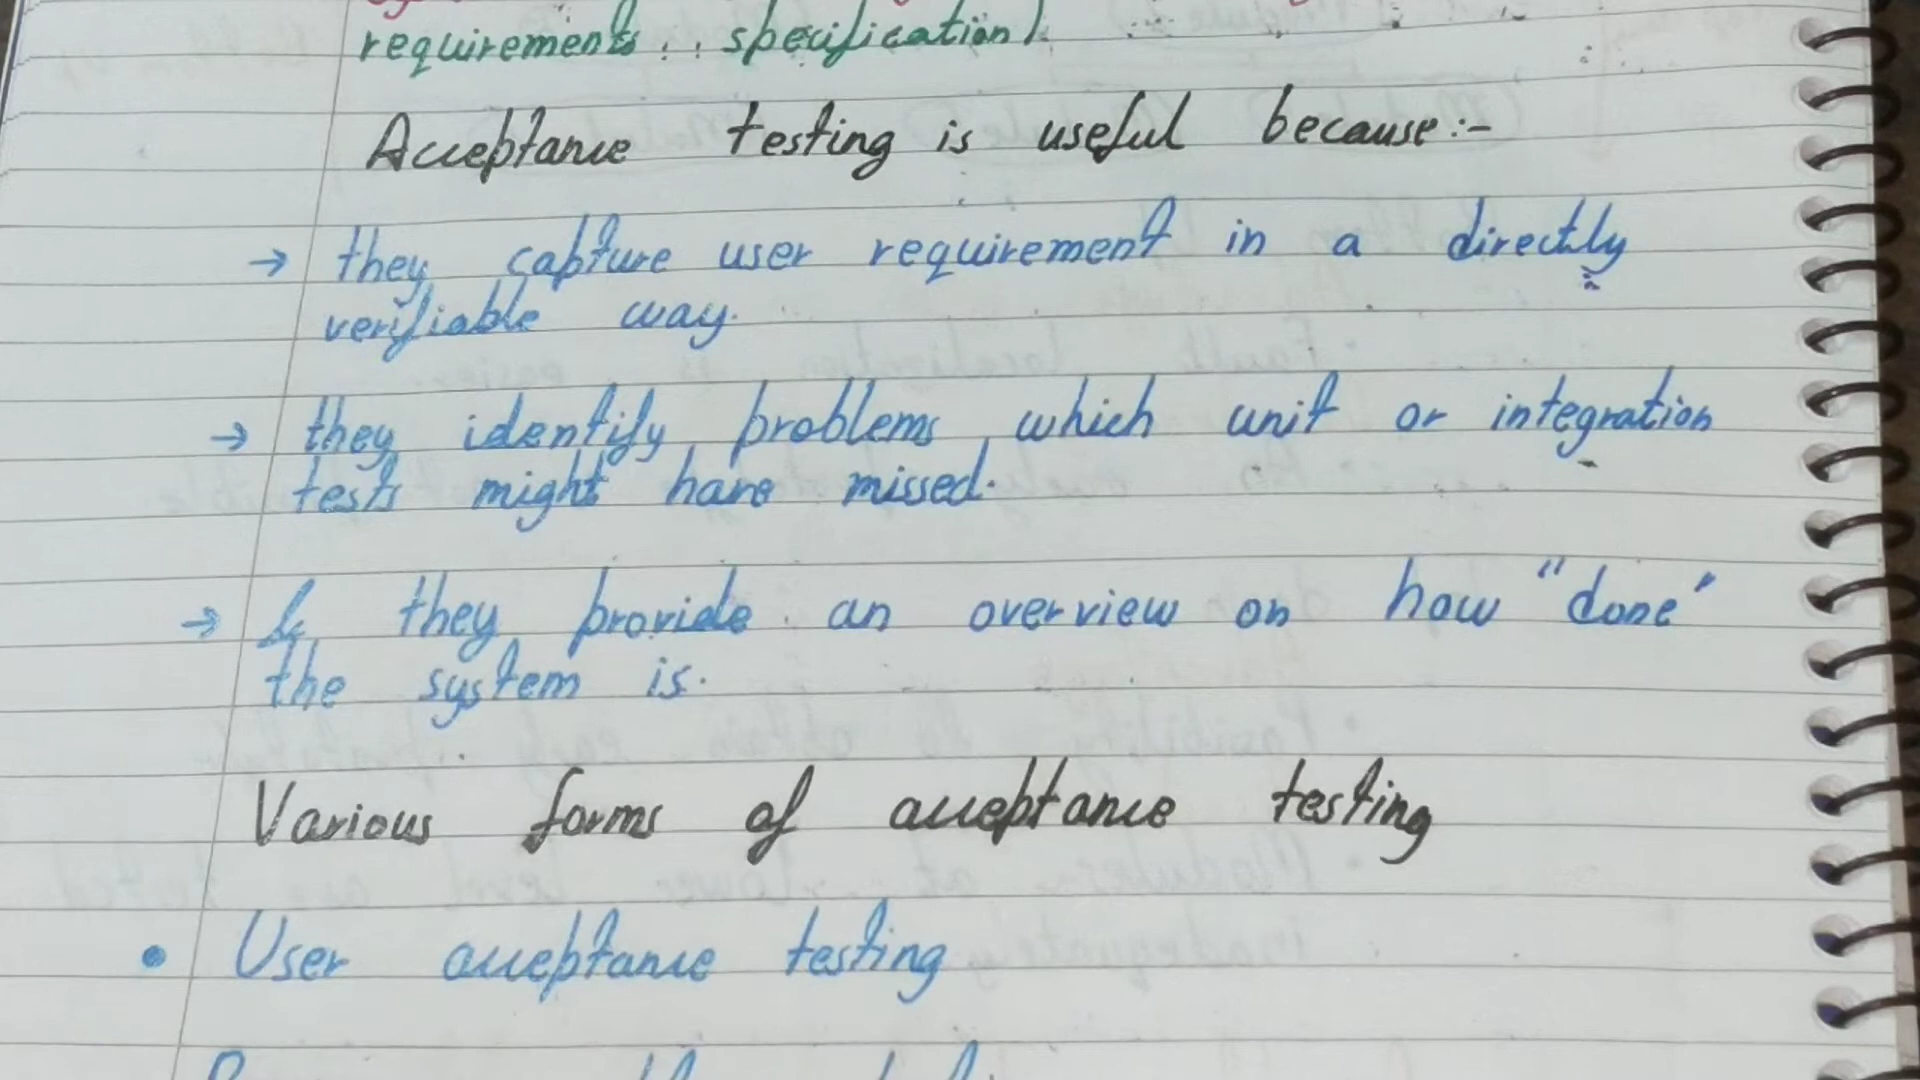 requirements specification)
Acceptance testing is useful because:-
→ they capture user requirement in a directly
verifiable way.
→ they identify problems which unit or integration
tests might have missed.
→ & they provide an overview on how "done"
the system is.
Various forms of acceptance testing
• User acceptance testing